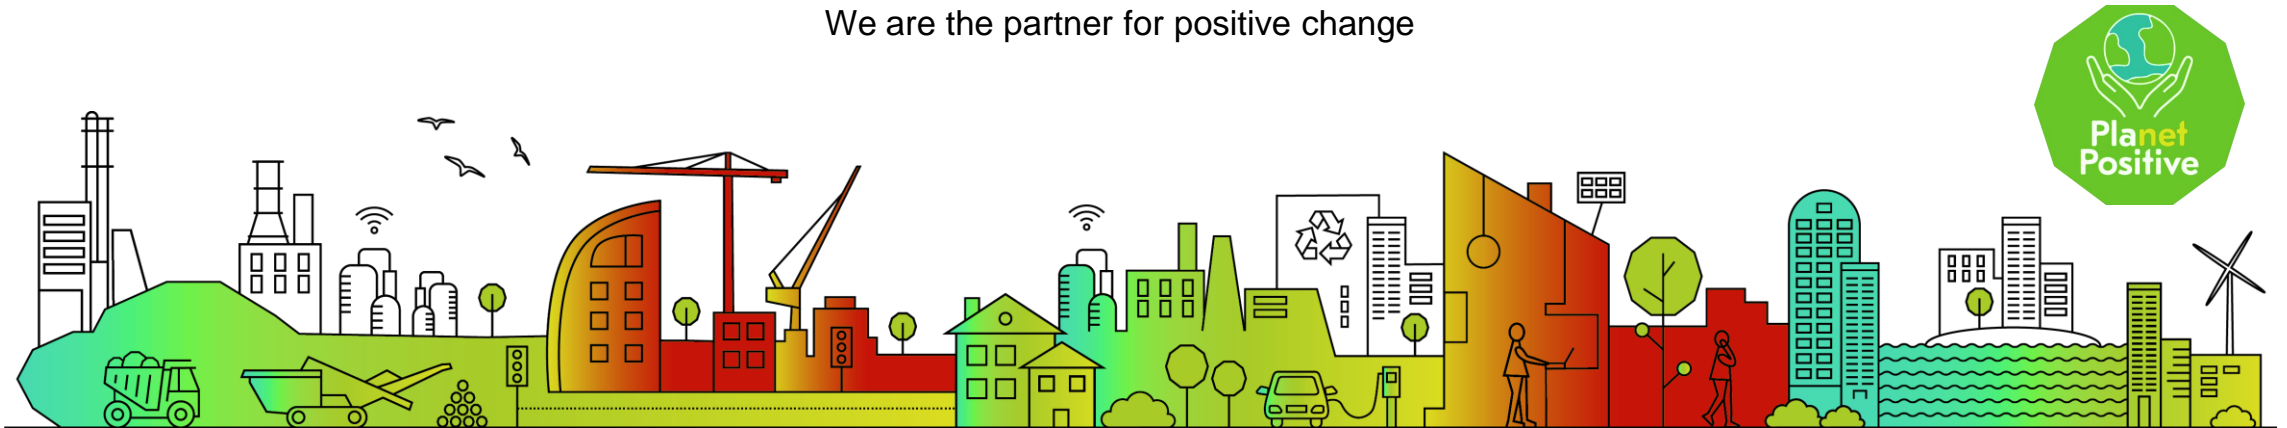 We are the partner for positive change
Planet
Positive